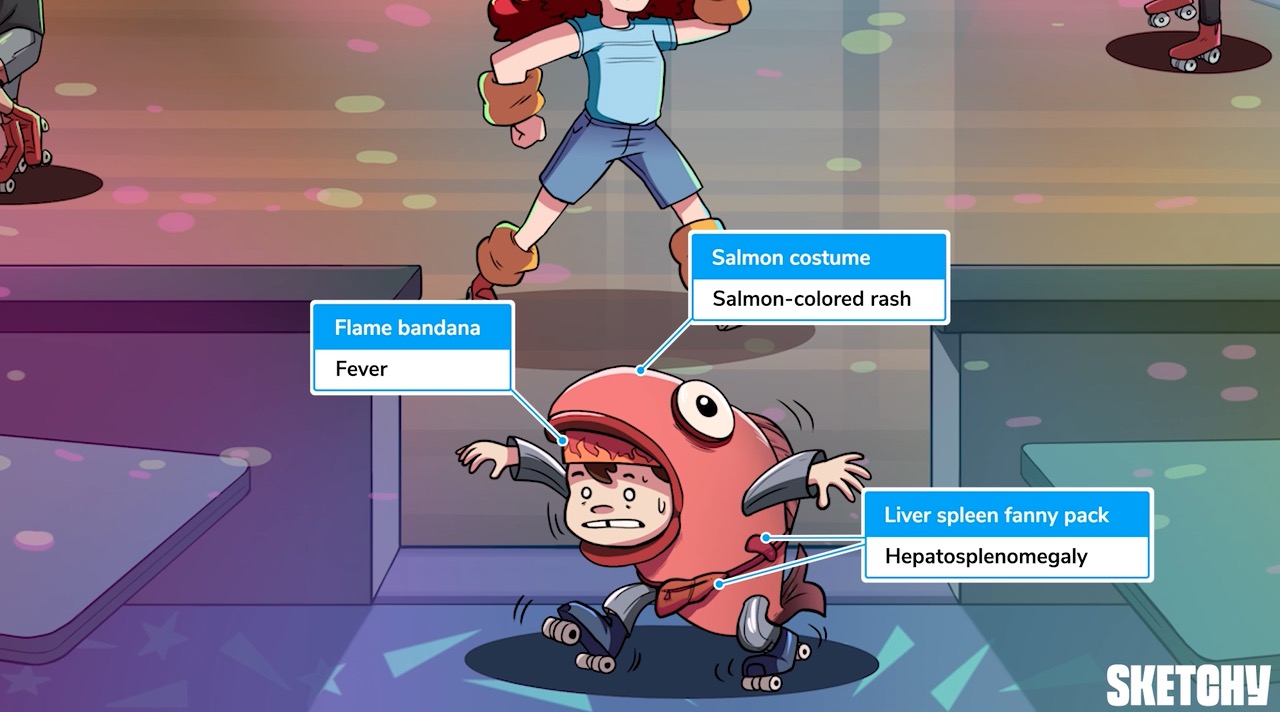 Salmon costume
Salmon-colored rash
Flame bandana
Fever
Liver spleen fanny pack
Hepatosplenomegaly
SKETCHY